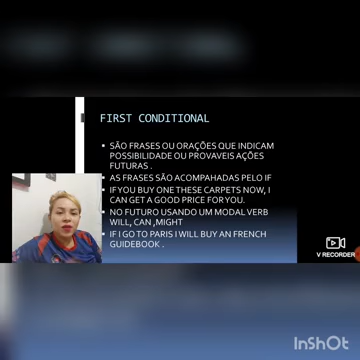 FIRST CONDITIONAL
SÃO FRASES OU ORAÇÕES QUE INDICAM
POSSIBILIDADE OU PROVAVEIS AÇÕES
FUTURAS .
AS FRASES SÃO ACOMPAHADAS PELO IF
IF YOU BUY ONE THESE CARPETS NOW, I
CAN GET A GOOD PRICE FOR YOU.
NO FUTURO USANDO UM MODAL VERB
WILL, CAN ,MIGHT
IF I GO TO PARIS I WILL BUY AN FRENCH
GUIDEBOOK .
V RECORDER
InShOt